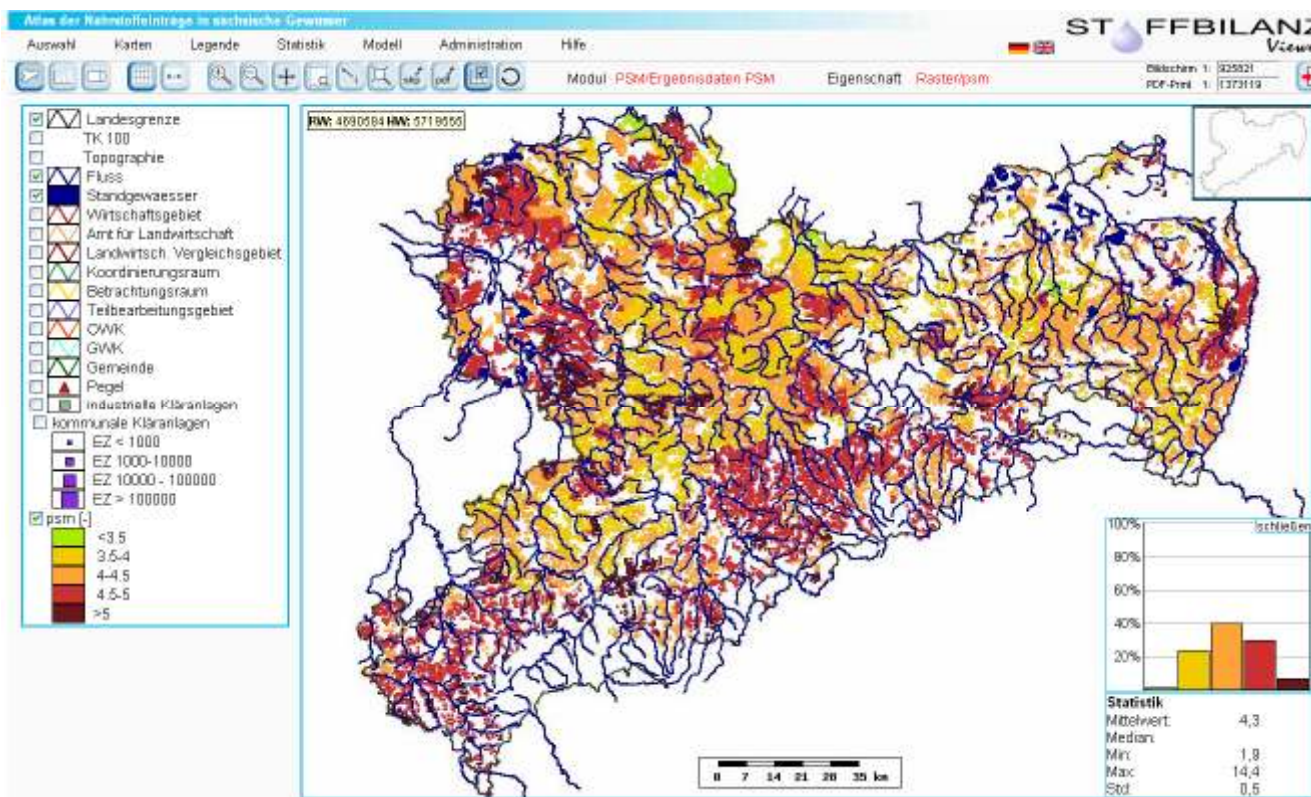 Atlas der Nährstoffeinträge in sächsische Gewässer
STOFFBILANZ
Viewer
Auswahl Karten Legende Statistik Modell Administration Hilfe
Modul PSM/Ergebnisdaten PSM Eigenschaft Raster/psm
Bildschirm 1: 925821
PDF-Print 1: 1373119
RW: 4690584 HW: 5719555
Landesgrenze
TK 100
Topographie
Fluss
Standgewaesser
Wirtschaftsgebiet
Amt für Landwirtschaft
Landwirtsch. Vergleichsgebiet
Koordinierungsraum
Betrachtungsraum
Teilbearbeitungsgebiet
OWK
GWK
Gemeinde
Pegel
industrielle Kläranlagen
kommunale Kläranlagen
EZ < 1000
EZ 1000-10000
EZ 10000 - 100000
EZ > 100000
psm [-]
<3.5
3.5-4
4-4.5
4.5-5
>5
0 7 14 21 28 35 km
schließen
100%
80%
60%
40%
20%
Statistik
Mittelwert: 4,3
Median:
Min: 1,9
Max: 14,4
Std: 0,5